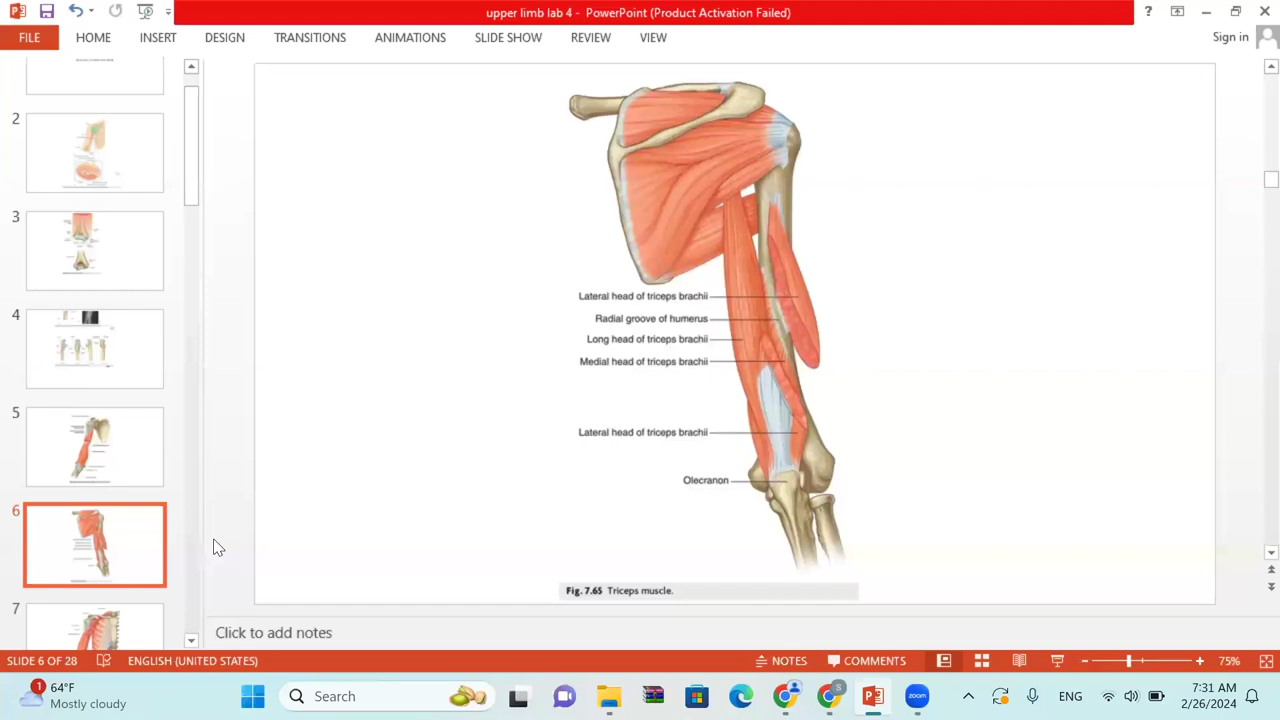 upper limb lab 4 - PowerPoint (Product Activation Failed)
?
FILE HOME INSERT DESIGN TRANSITIONS ANIMATIONS SLIDE SHOW REVIEW VIEW Sign in
2
3
4
5
6
7
Lateral head of triceps brachii
Radial groove of humerus
Long head of triceps brachii
Medial head of triceps brachii
Lateral head of triceps brachii
Olecranon
Fig. 7.65 Triceps muscle.
Click to add notes
SLIDE 6 OF 28 ENGLISH (UNITED STATES) NOTES COMMENTS 75%
1 64°F
Mostly cloudy
Search
S
zoom
ENG
7:31 AM
2/26/2024